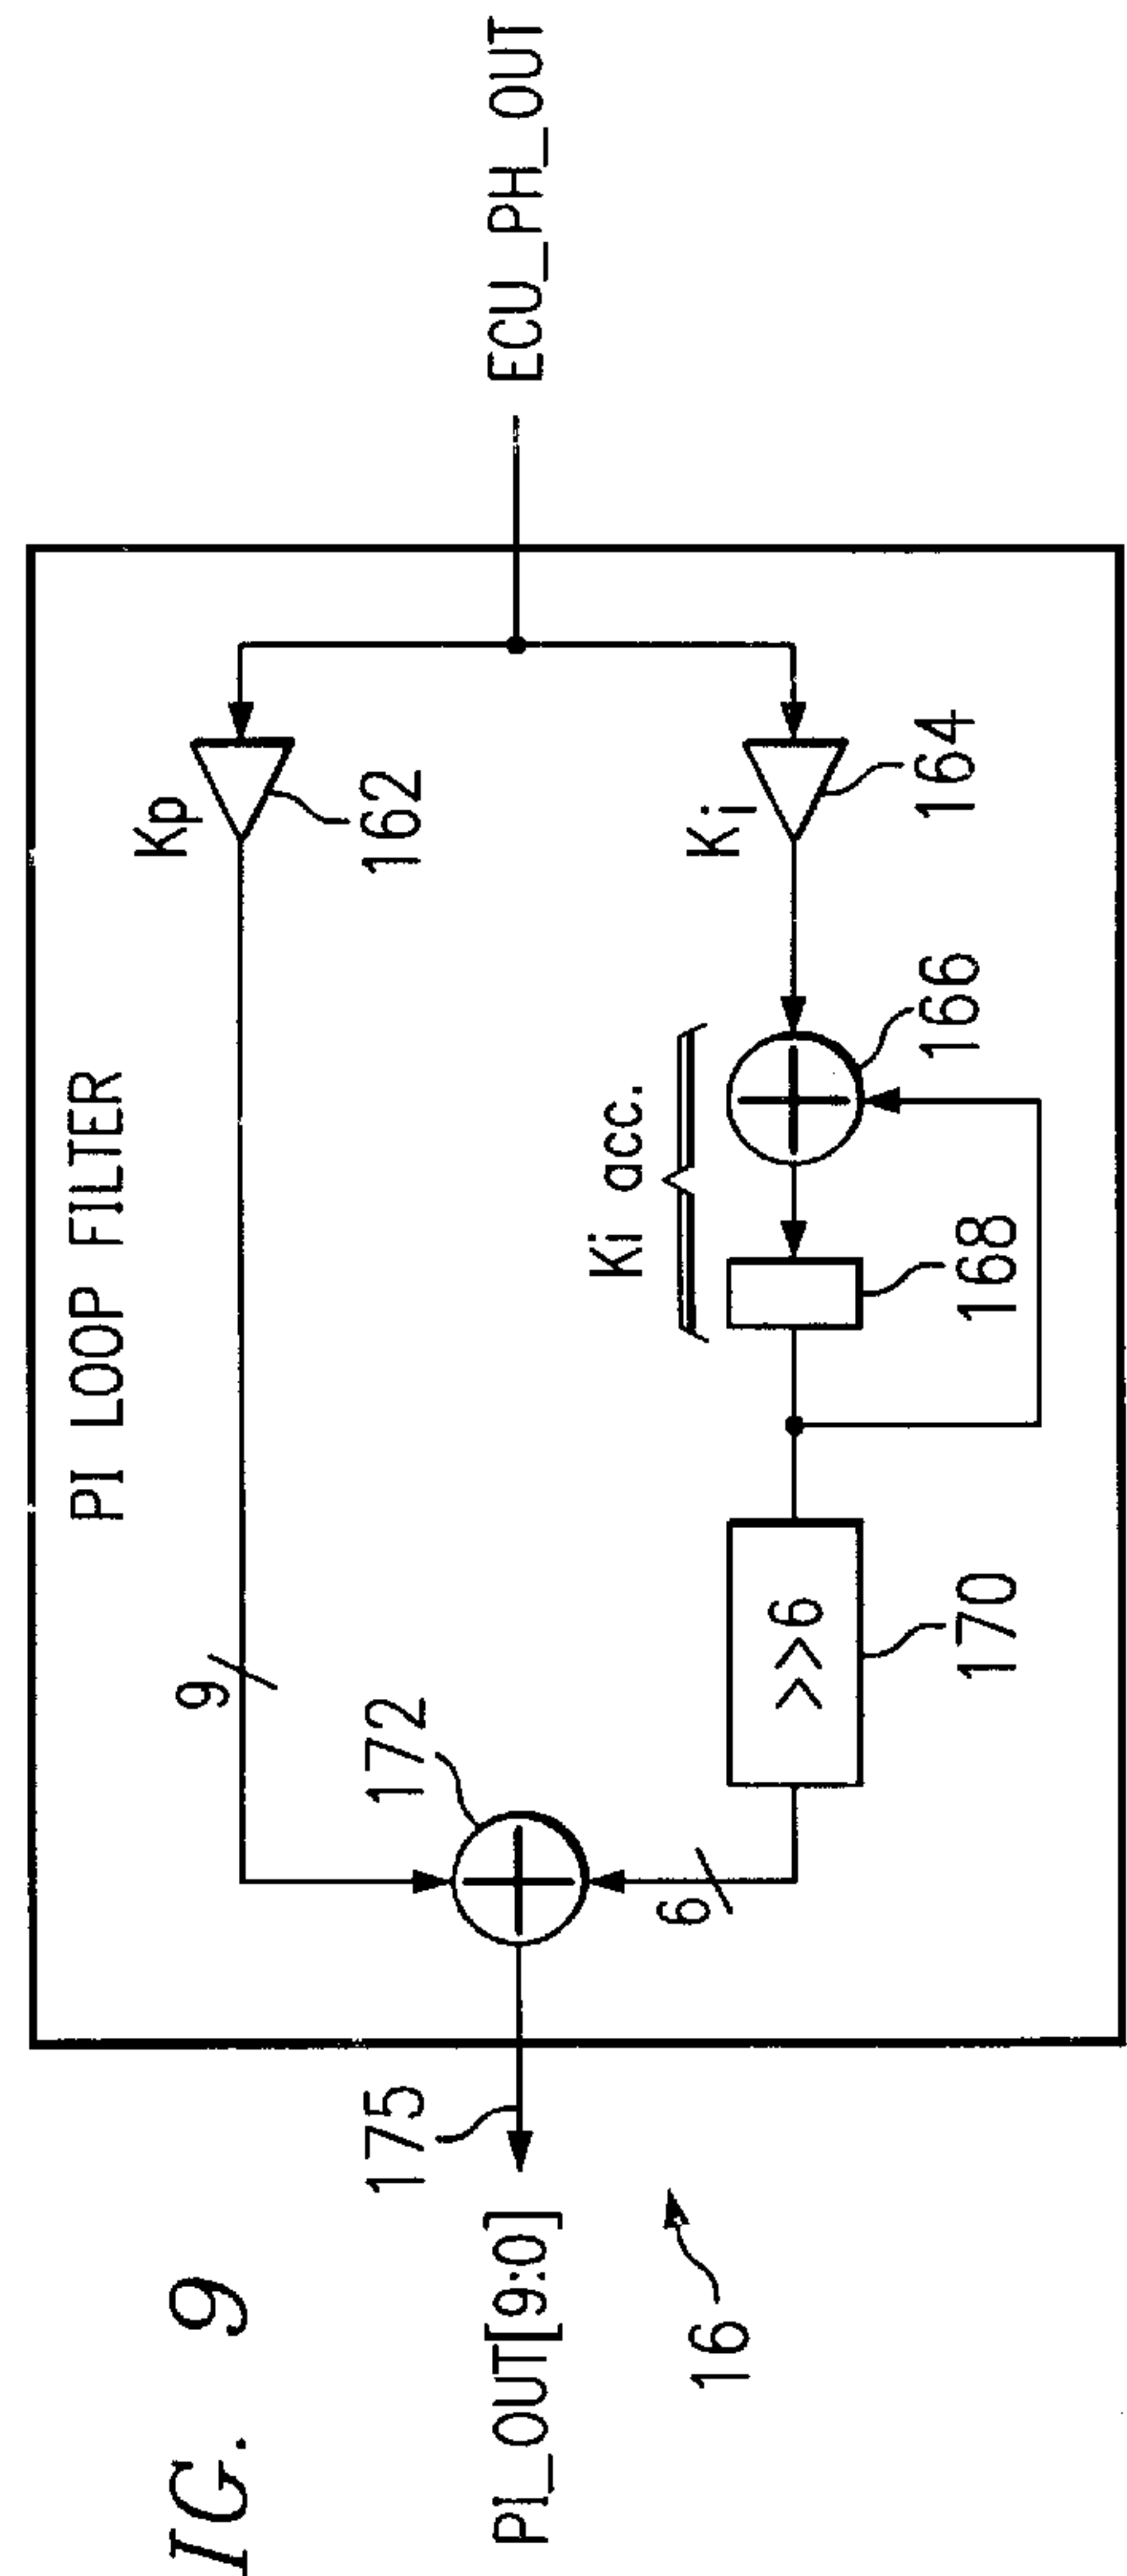 IG. 9
PI LOOP FILTER
Kp
9
162
172
175
PI_OUT[9:0]
ECU_PH_OUT
Ki acc.
6
Ki
16
>>6
170
168
166
164